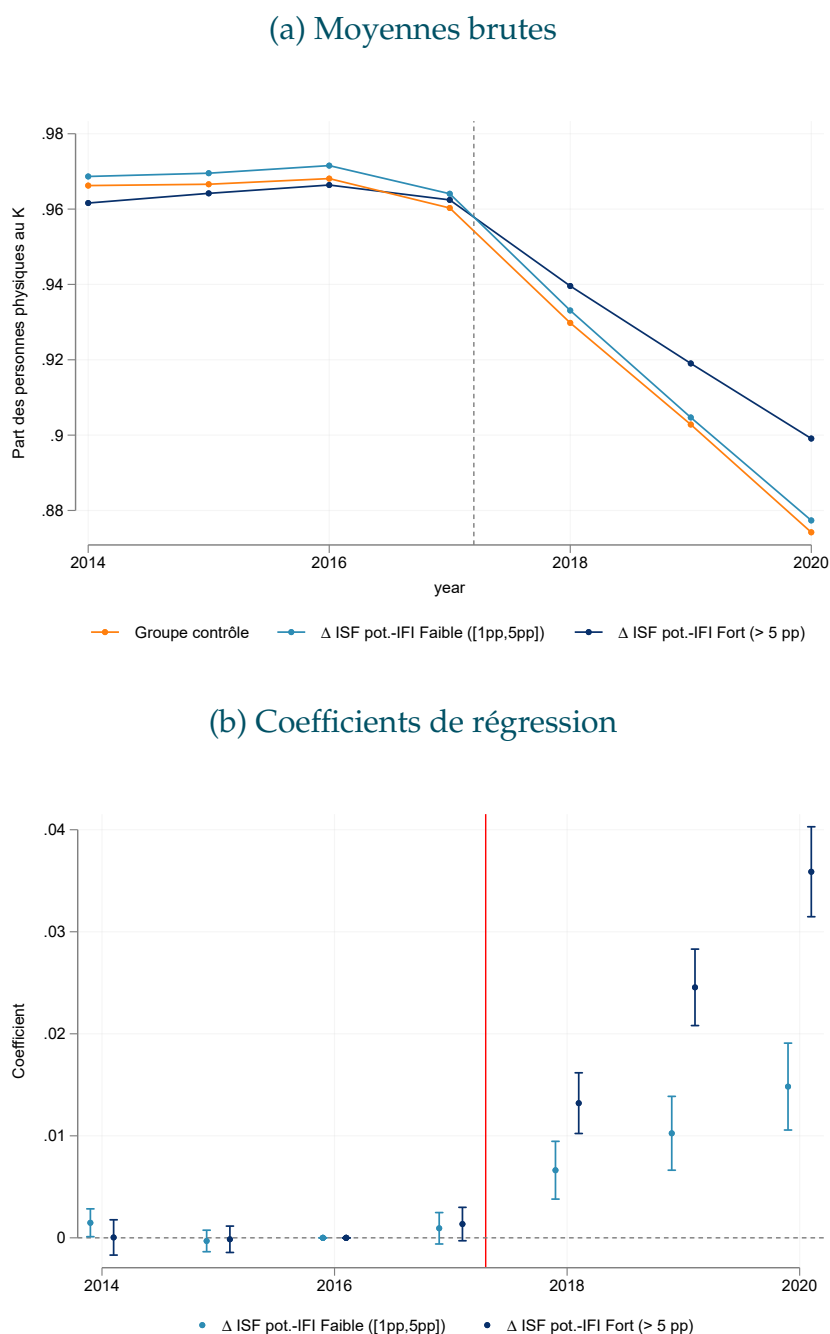 (a) Moyennes brutes
Part des personnes physiques au K
.98
.96
.94
.92
.9
.88
2014
2016
2018
2020
year
Groupe contrôle
Δ ISF pot.-IFI Faible ([1pp,5pp])
Δ ISF pot.-IFI Fort (> 5 pp)
(b) Coefficients de régression
Coefficient
.04
.03
.02
.01
0
2014
2016
2018
2020
Δ ISF pot.-IFI Faible ([1pp,5pp])
Δ ISF pot.-IFI Fort (> 5 pp)